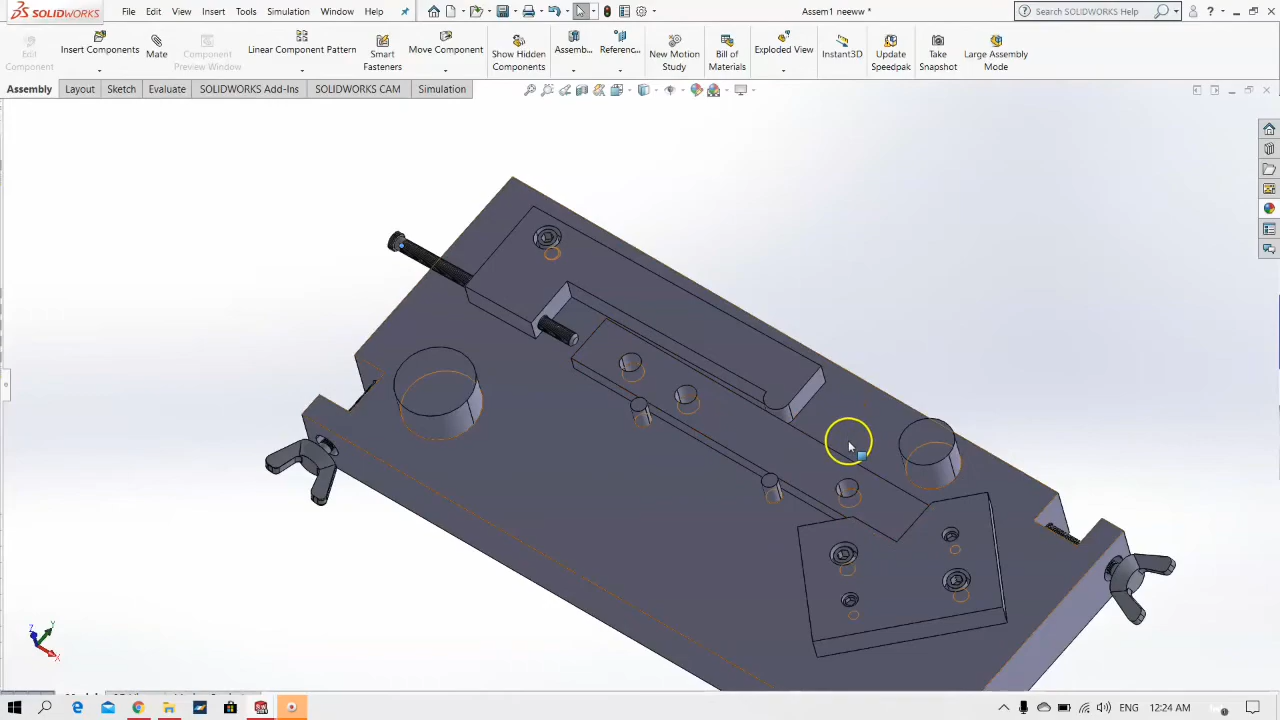 SOLIDWORKS File Edit View Insert Tools Simulation Window Help Assem1 neeww * Search SOLIDWORKS Help
Edit Component
Insert Components
Mate
Component Preview Window
Linear Component Pattern
Smart Fasteners
Move Component
Show Hidden Components
Assemb...
Referenc...
New Motion Study
Bill of Materials
Exploded View
Instant3D
Update Speedpak
Take Snapshot
Large Assembly Mode
Assembly Layout Sketch Evaluate SOLIDWORKS Add-Ins SOLIDWORKS CAM Simulation
Z Y X
ENG 12:24 AM